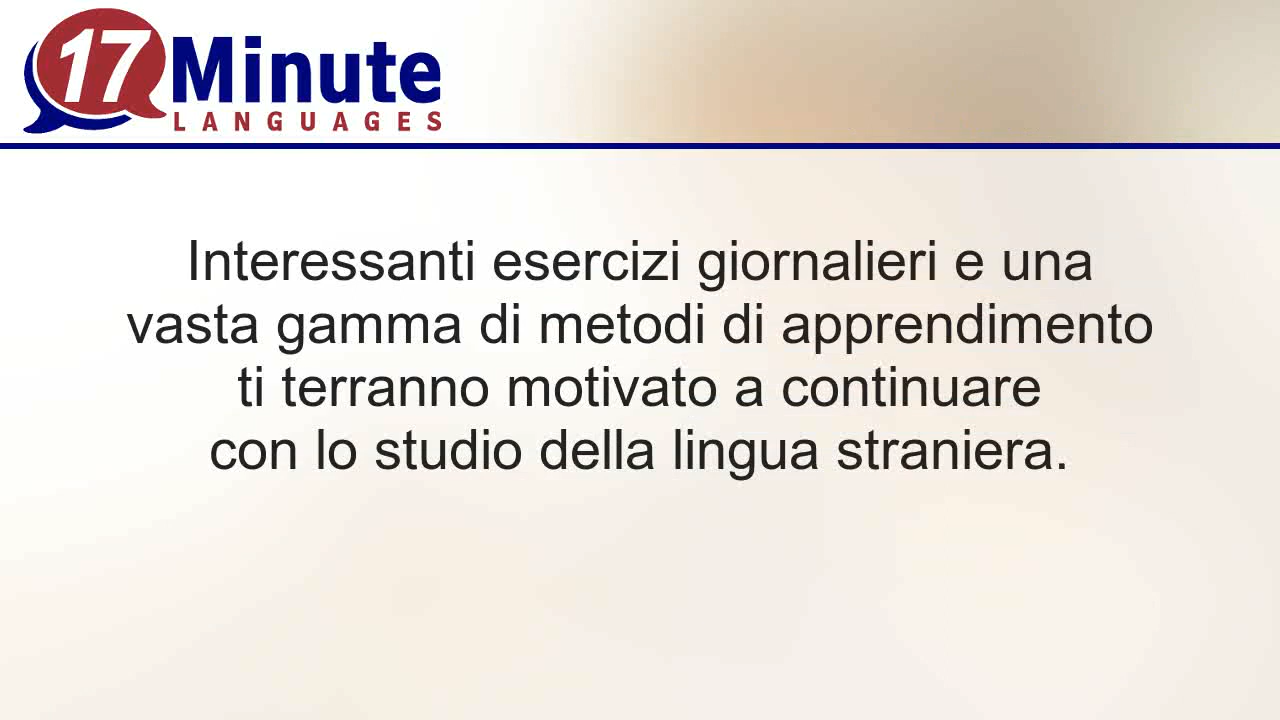 17 Minute
LANGUAGES
Interessanti esercizi giornalieri e una
vasta gamma di metodi di apprendimento
ti terranno motivato a continuare
con lo studio della lingua straniera.